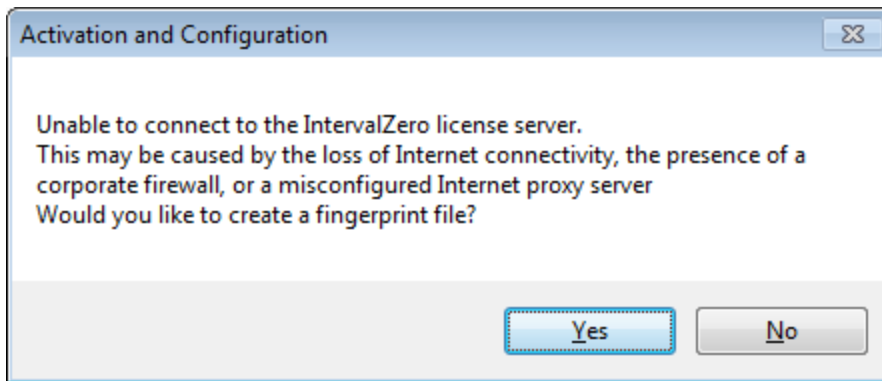 Activation and Configuration
Unable to connect to the IntervalZero license server.
This may be caused by the loss of Internet connectivity, the presence of a
corporate firewall, or a misconfigured Internet proxy server
Would you like to create a fingerprint file?
Yes
No